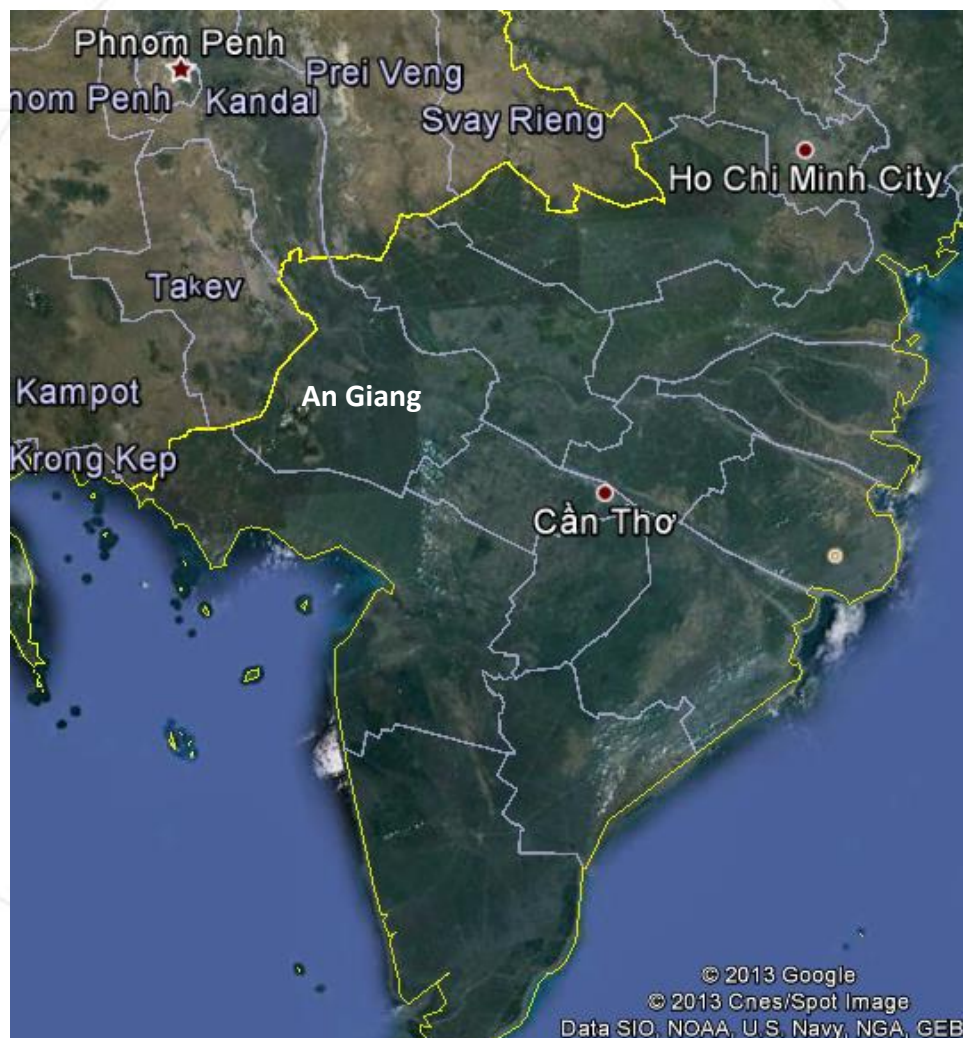 Phnom Penh
nom Penh
Kandal
Prei Veng
Svay Rieng
Ho Chi Minh City
Takev
An Giang
Kampot
Krong Kep
Cần Thơ
© 2013 Google
© 2013 Cnes/Spot Image
Data SIO, NOAA, U.S. Navy, NGA, GEB